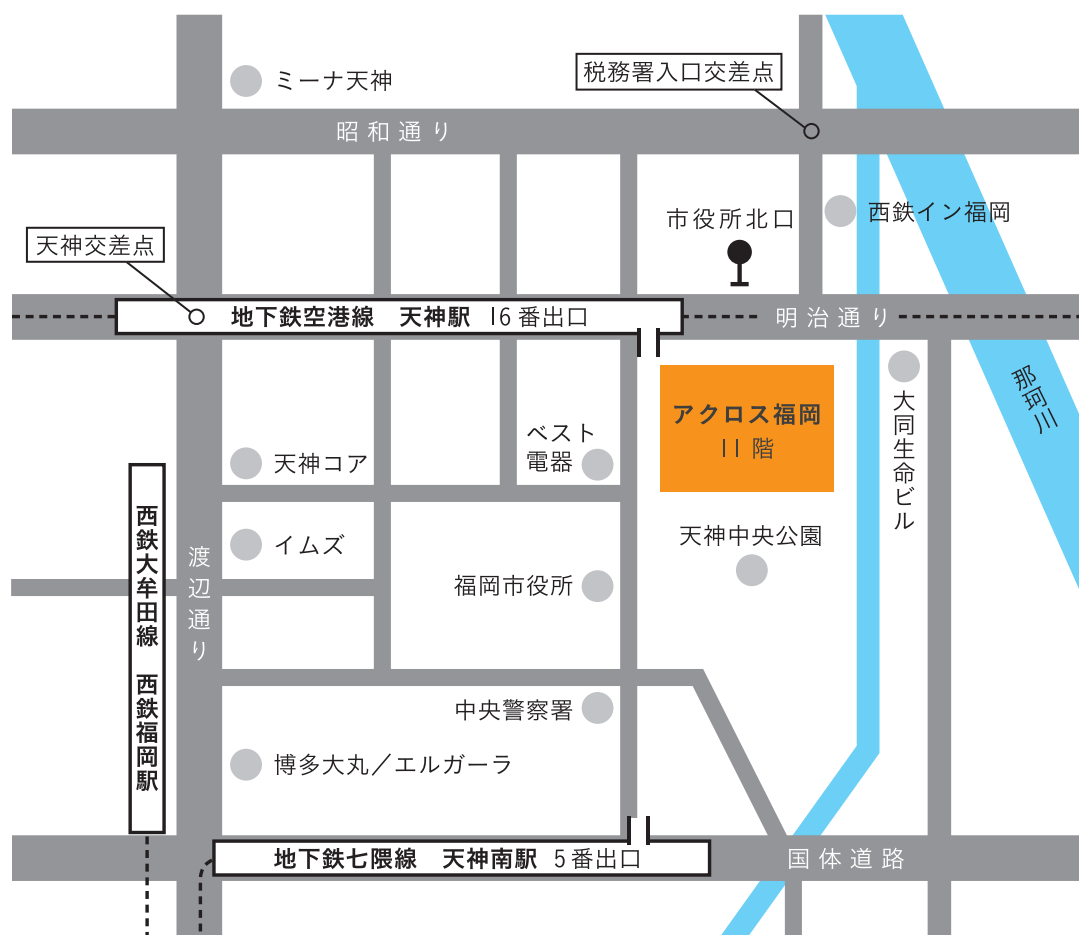 ミーナ天神
税務署入口交差点
昭和通り
市役所北口
西鉄イン福岡
天神交差点
地下鉄空港線 天神駅 16番出口
明治通り
那珂川
アクロス福岡
11階
大同生命ビル
ベスト
電器
天神コア
西鉄大牟田線 西鉄福岡駅
渡辺通り
イムズ
天神中央公園
福岡市役所
中央警察署
博多大丸／エルガーラ
地下鉄七隈線 天神南駅 5番出口
国体道路